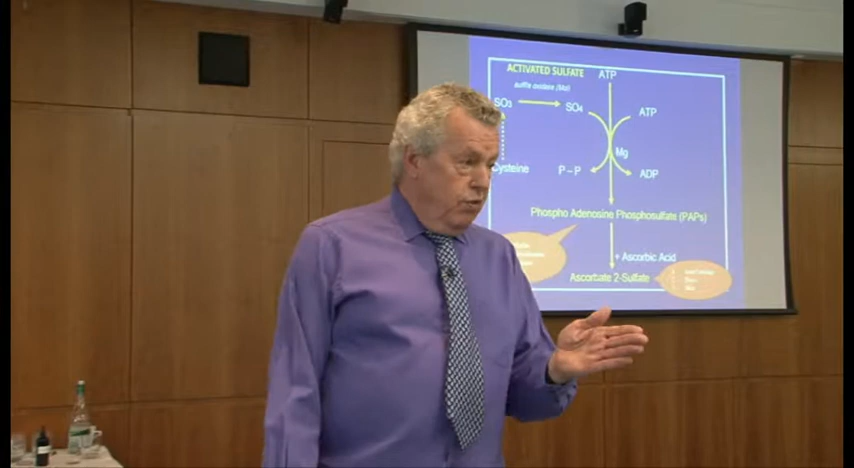 ACTIVATED SULFATE
ATP
sulfite oxidase (Mo)
SO₃
SO₄
ATP
Mg
Cysteine
P – P
ADP
Phospho Adenosine Phosphosulfate (PAPs)
+ Ascorbic Acid
Ascorbate 2-Sulfate